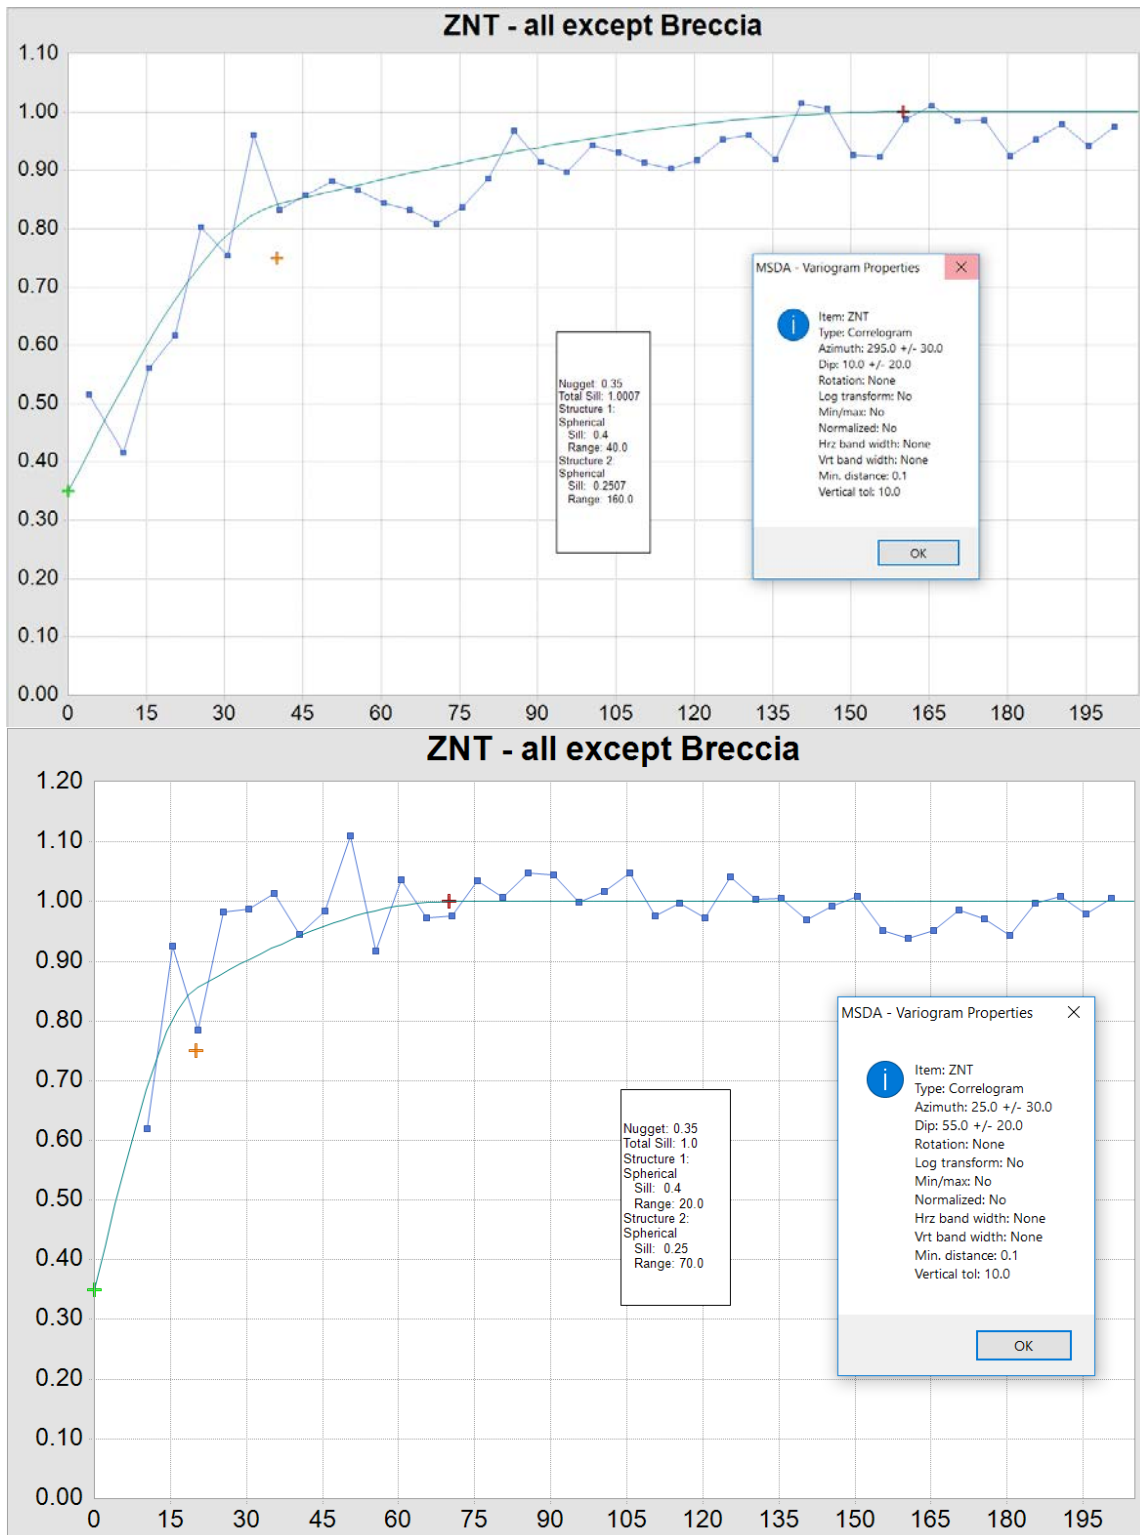 ZNT - all except Breccia
1.10
1.00
0.90
0.80
0.70
0.60
0.50
0.40
0.30
0.20
0.10
0.00
0 15 30 45 60 75 90 105 120 135 150 165 180 195
Nugget: 0.35
Total Sill: 1.0007
Structure 1:
Spherical
Sill: 0.4
Range: 40.0
Structure 2
Spherical
Sill: 0.2507
Range: 160.0
MSDA - Variogram Properties
Item: ZNT
Type: Correlogram
Azimuth: 295.0 +/- 30.0
Dip: 10.0 +/- 20.0
Rotation: None
Log transform: No
Min/max: No
Normalized: No
Hrz band width: None
Vrt band width: None
Min. distance: 0.1
Vertical tol: 10.0
OK
ZNT - all except Breccia
1.20
1.10
1.00
0.90
0.80
0.70
0.60
0.50
0.40
0.30
0.20
0.10
0.00
0 15 30 45 60 75 90 105 120 135 150 165 180 195
Nugget: 0.35
Total Sill: 1.0
Structure 1:
Spherical
Sill: 0.4
Range: 20.0
Structure 2:
Spherical
Sill: 0.25
Range: 70.0
MSDA - Variogram Properties
Item: ZNT
Type: Correlogram
Azimuth: 25.0 +/- 30.0
Dip: 55.0 +/- 20.0
Rotation: None
Log transform: No
Min/max: No
Normalized: No
Hrz band width: None
Vrt band width: None
Min. distance: 0.1
Vertical tol: 10.0
OK